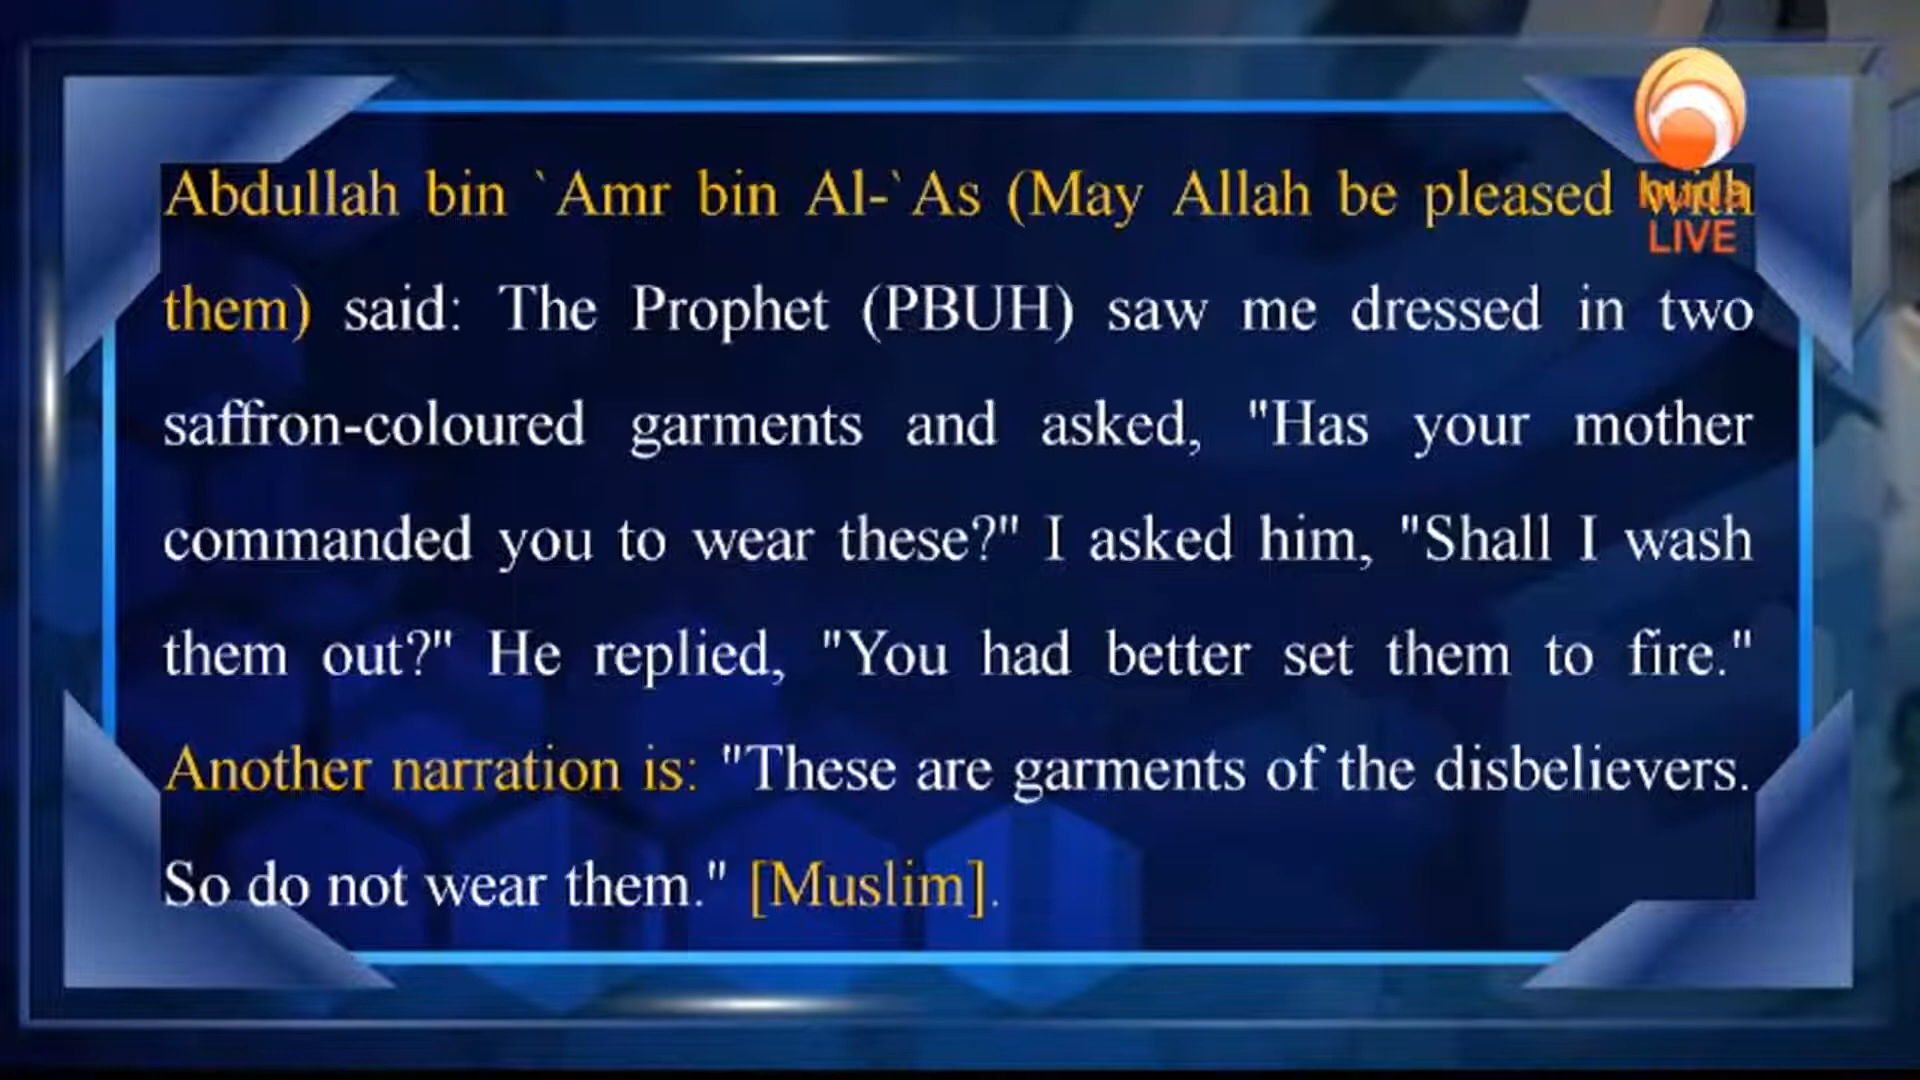 Abdullah bin `Amr bin Al-`As (May Allah be pleased with
them) said: The Prophet (PBUH) saw me dressed in two
saffron-coloured garments and asked, "Has your mother
commanded you to wear these?" I asked him, "Shall I wash
them out?" He replied, "You had better set them to fire."
Another narration is: "These are garments of the disbelievers.
So do not wear them." [Muslim].
huda
LIVE